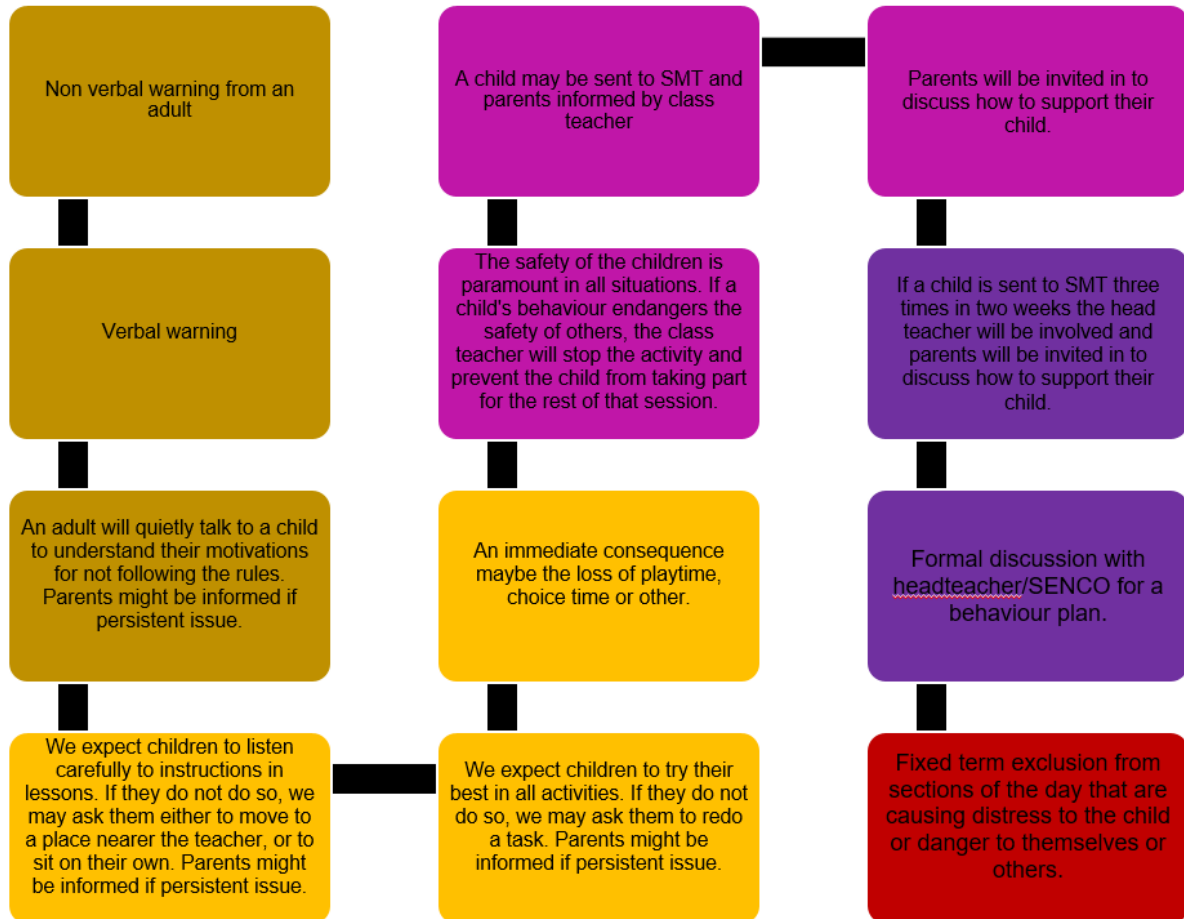 Non verbal warning from an
adult
Verbal warning
An adult will quietly talk to a child
to understand their motivations
for not following the rules.
Parents might be informed if
persistent issue.
We expect children to listen
carefully to instructions in
lessons. If they do not do so, we
may ask them either to move to
a place nearer the teacher, or to
sit on their own. Parents might
be informed if persistent issue.
We expect children to try their
best in all activities. If they do not
do so, we may ask them to redo
a task. Parents might be
informed if persistent issue.
An immediate consequence
maybe the loss of playtime,
choice time or other.
The safety of the children is
paramount in all situations. If a
child's behaviour endangers the
safety of others, the class
teacher will stop the activity and
prevent the child from taking part
for the rest of that session.
A child may be sent to SMT and
parents informed by class
teacher
Parents will be invited in to
discuss how to support their
child.
If a child is sent to SMT three
times in two weeks the head
teacher will be involved and
parents will be invited in to
discuss how to support their
child.
Formal discussion with
headteacher/SENCO for a
behaviour plan.
Fixed term exclusion from
sections of the day that are
causing distress to the child
or danger to themselves or
others.